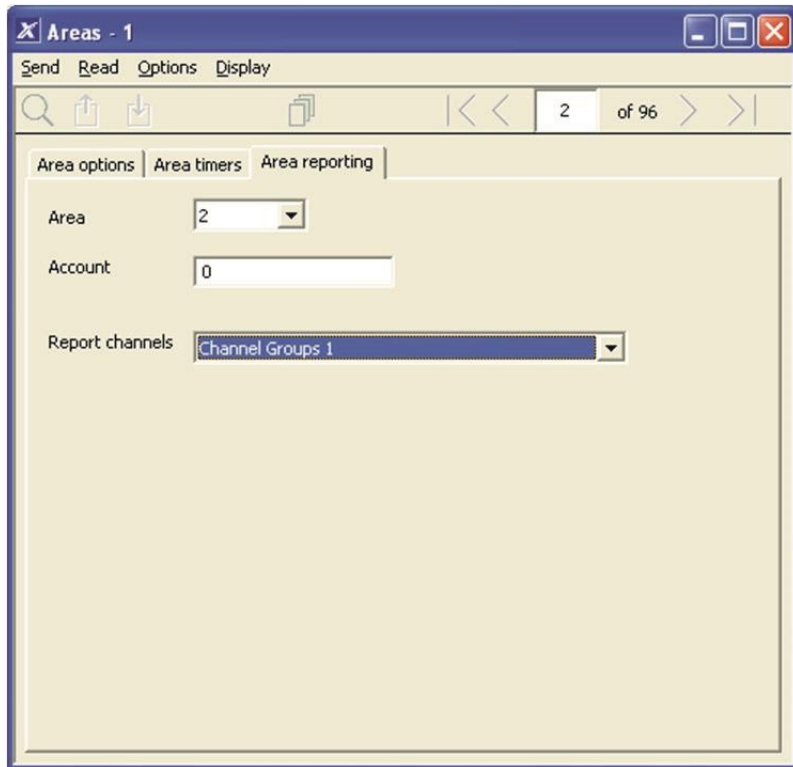 Areas - 1
Send Read Options Display
2 of 96
Area options Area timers Area reporting
Area 2
Account 0
Report channels Channel Groups 1